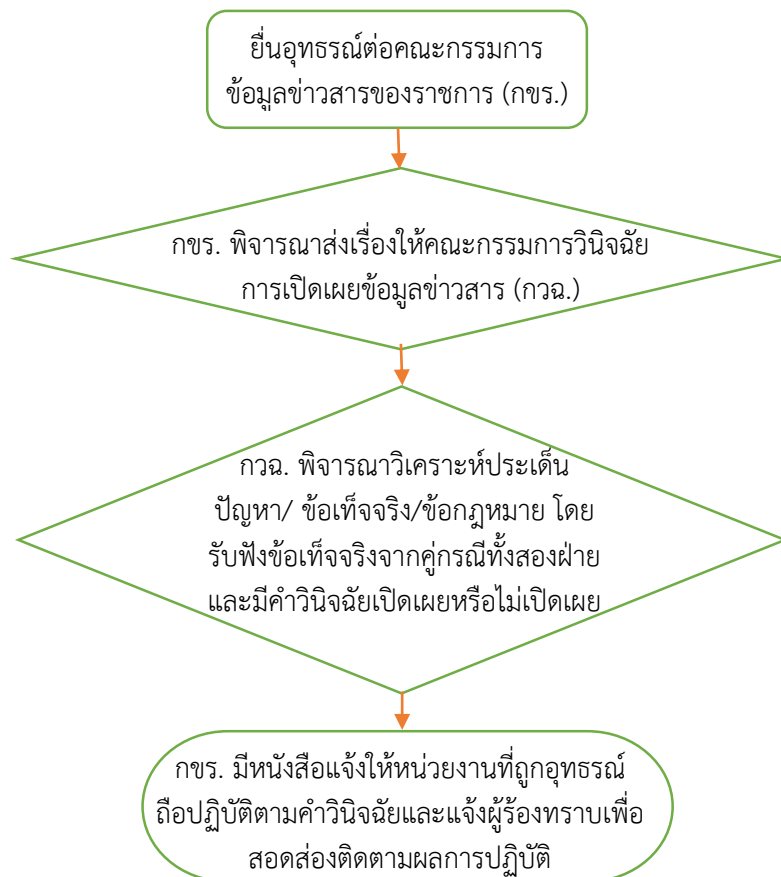 ยื่นอุทธรณ์ต่อคณะกรรมการ
ข้อมูลข่าวสารของราชการ (กขร.)
กขร. พิจารณาส่งเรื่องให้คณะกรรมการวินิจฉัย
การเปิดเผยข้อมูลข่าวสาร (กวฉ.)
กวฉ. พิจารณาวิเคราะห์ประเด็น
ปัญหา/ ข้อเท็จจริง/ข้อกฎหมาย โดย
รับฟังข้อเท็จจริงจากคู่กรณีทั้งสองฝ่าย
และมีคำวินิจฉัยเปิดเผยหรือไม่เปิดเผย
กขร. มีหนังสือแจ้งให้หน่วยงานที่ถูกอุทธรณ์
ถือปฏิบัติตามคำวินิจฉัยและแจ้งผู้ร้องทราบเพื่อ
สอดส่องติดตามผลการปฏิบัติ